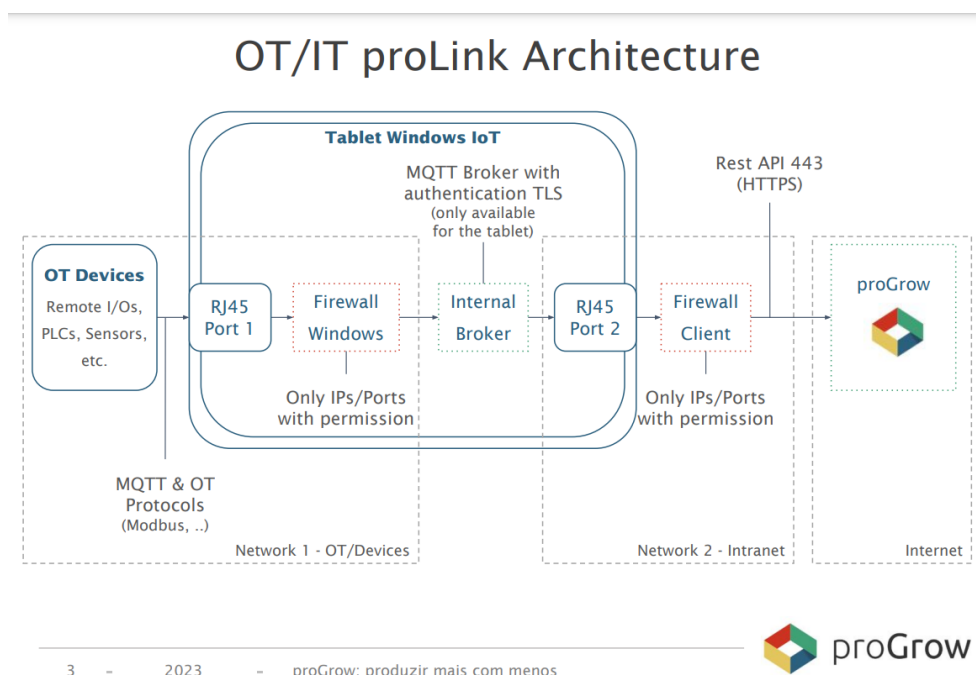 OT/IT proLink Architecture
Tablet Windows IoT
MQTT Broker with
authentication TLS
(only available
for the tablet)
Rest API 443
(HTTPS)
OT Devices
Remote I/Os,
PLCs, Sensors,
etc.
RJ45
Port 1
Firewall
Windows
Internal
Broker
RJ45
Port 2
Firewall
Client
proGrow
Only IPs/Ports
with permission
Only IPs/Ports
with permission
MQTT & OT
Protocols
(Modbus, ..)
Network 1 - OT/Devices
Network 2 - Intranet
Internet
3 - 2023 - proGrow: produzir mais com menos
proGrow